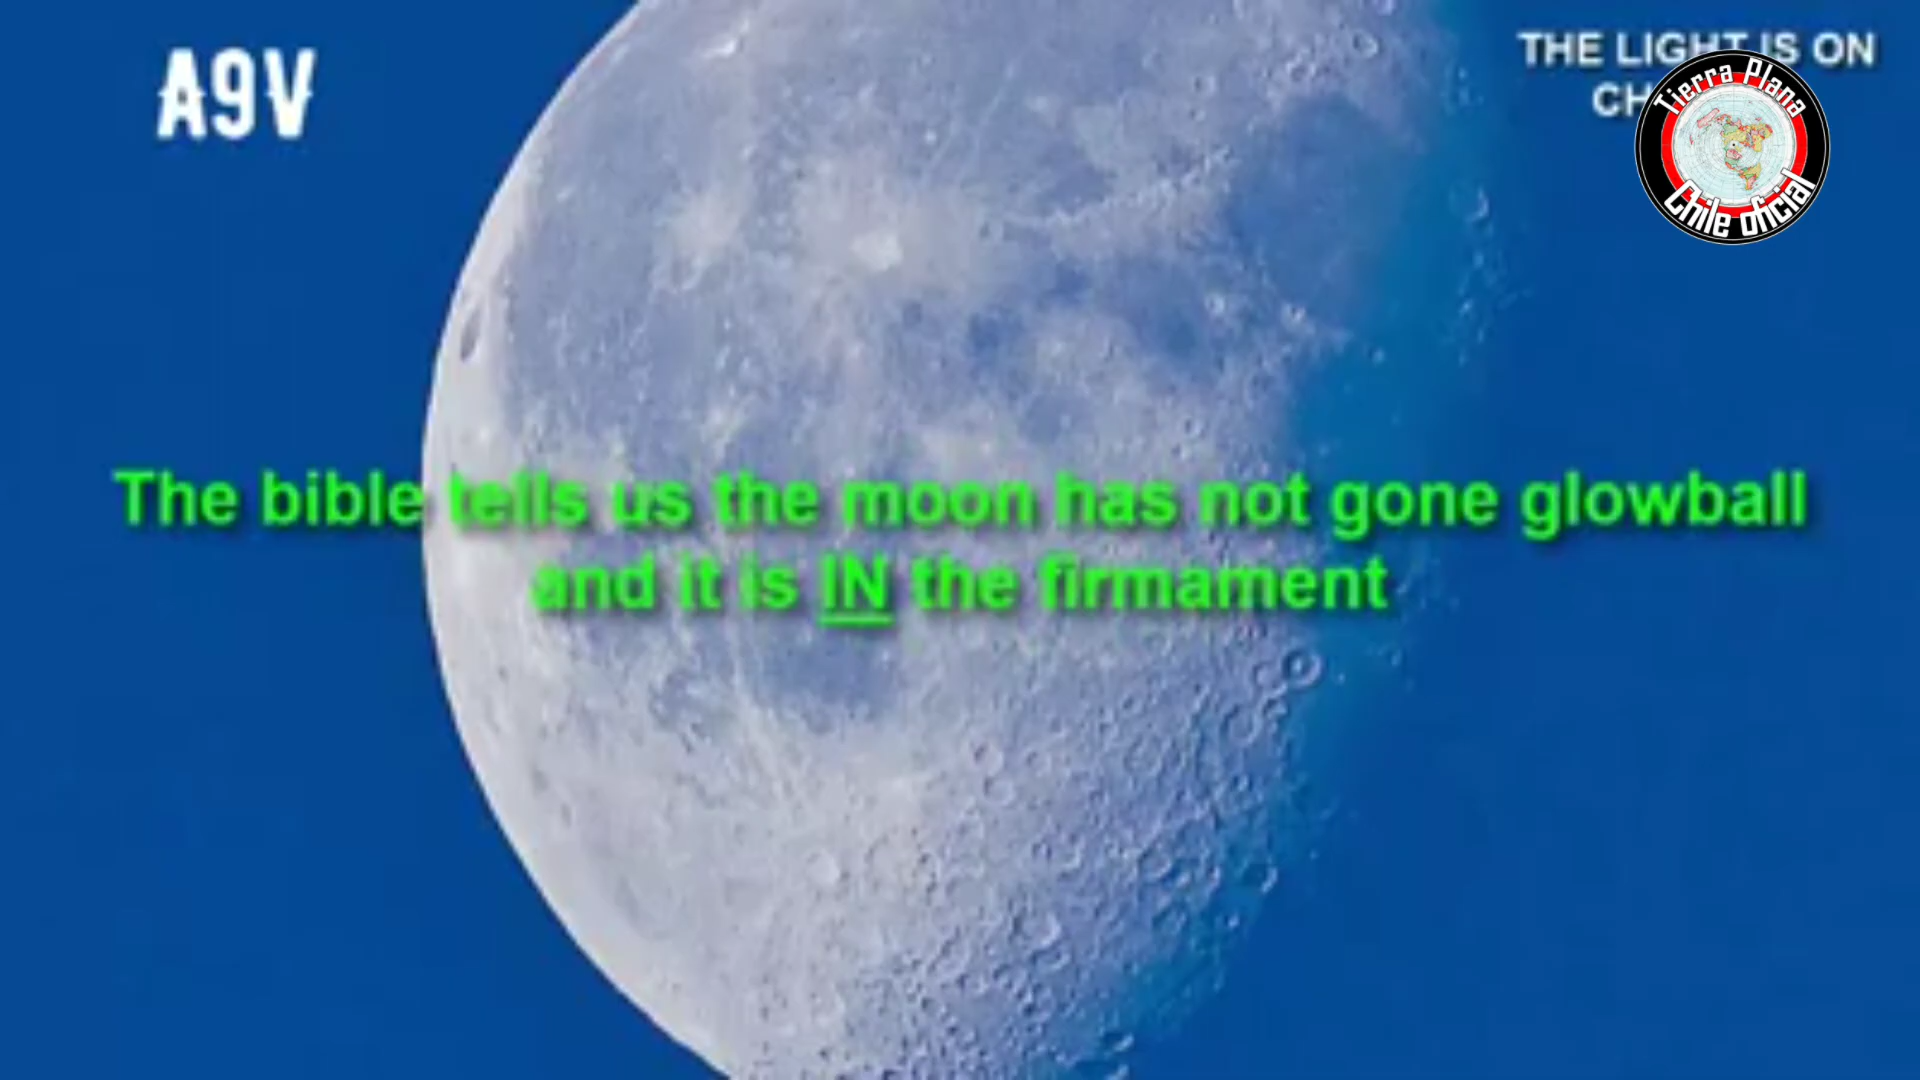 A9V
THE LIGHT IS ON
Tierra Plana
Chile oficial
The bible tells us the moon has not gone glowball
and it is IN the firmament